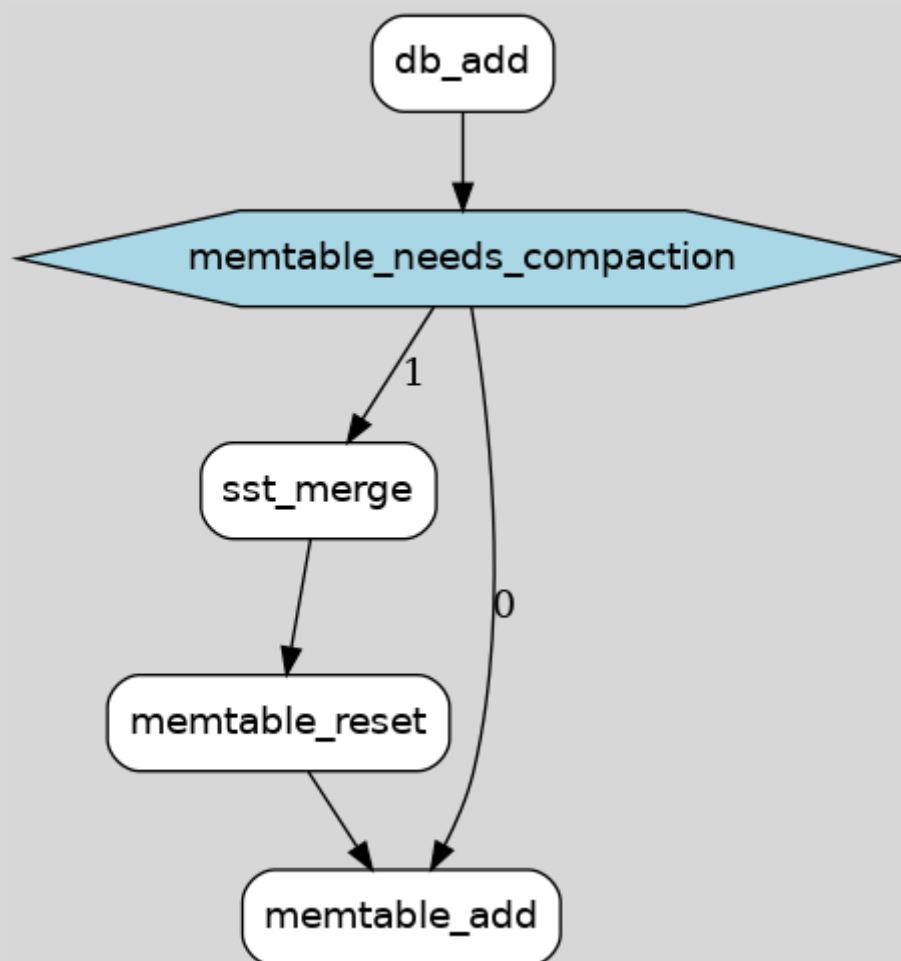 db_add
memtable_needs_compaction
1
sst_merge
0
memtable_reset
memtable_add